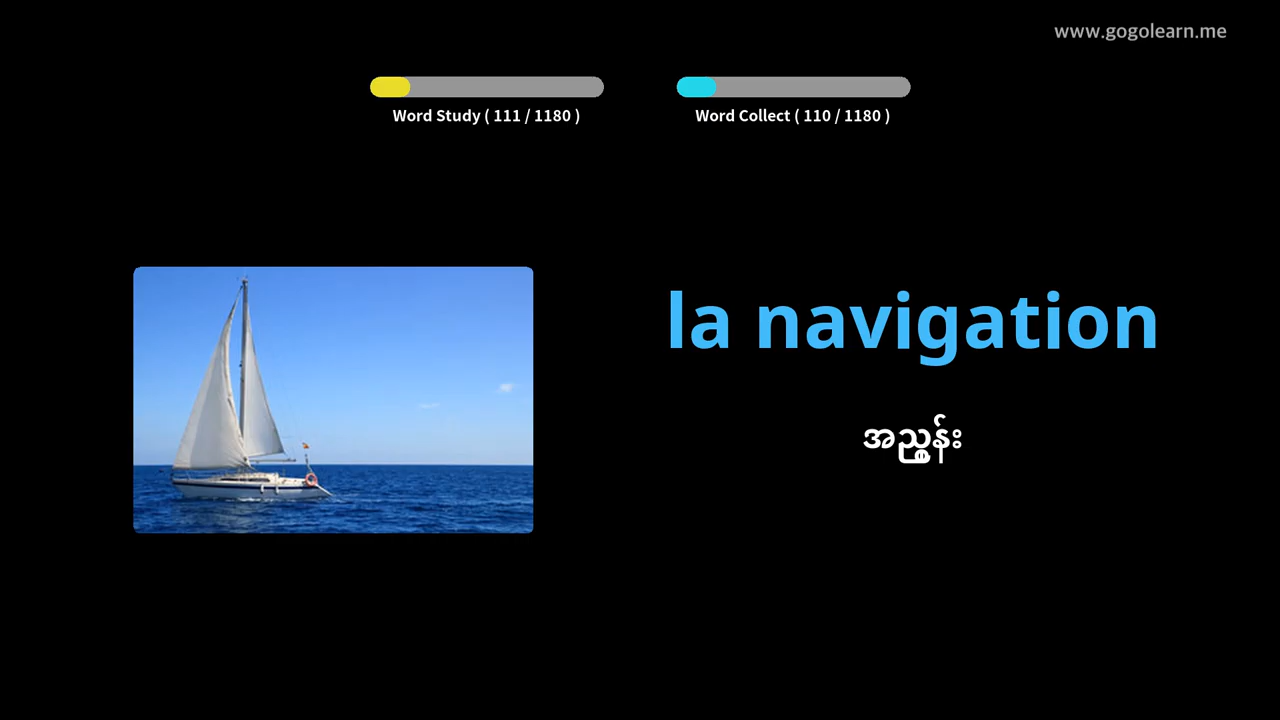 www.gogolearn.me
Word Study ( 111 / 1180 )
Word Collect ( 110 / 1180 )
la navigation
အညွှန်း